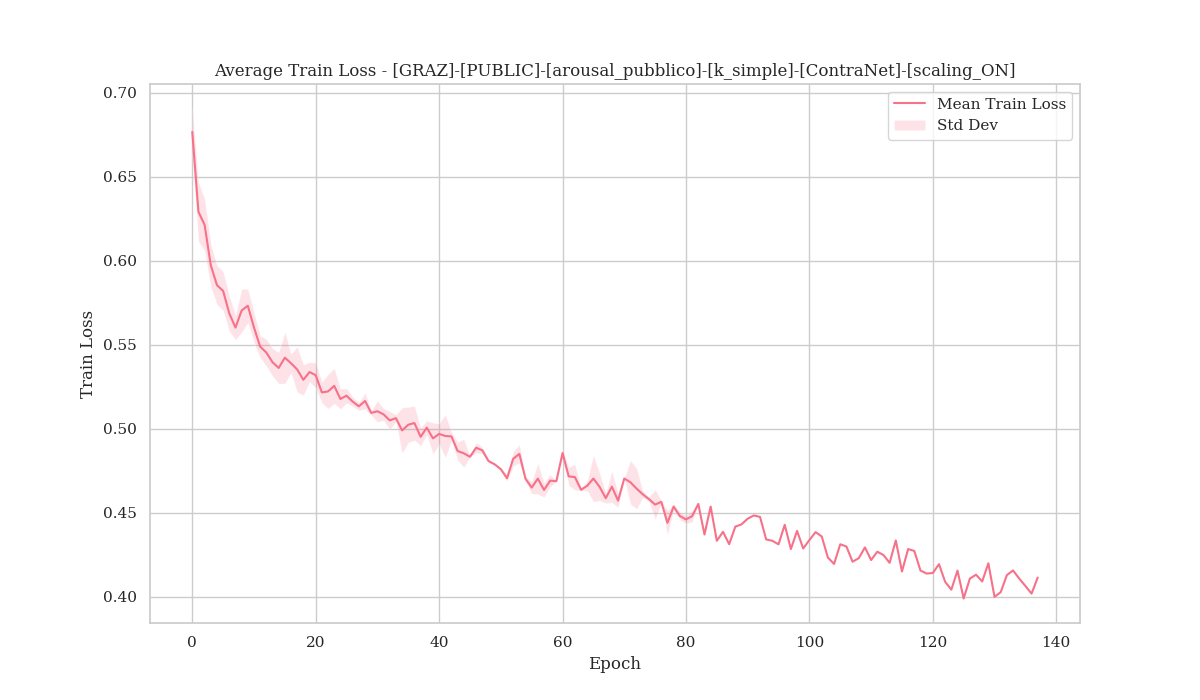 Average Train Loss - [GRAZ]-[PUBLIC]-[arousal_pubblico]-[k_simple]-[ContraNet]-[scaling_ON]
Mean Train Loss
Std Dev
0.70
0.65
0.60
0.55
0.50
0.45
0.40
Train Loss
0 20 40 60 80 100 120 140
Epoch